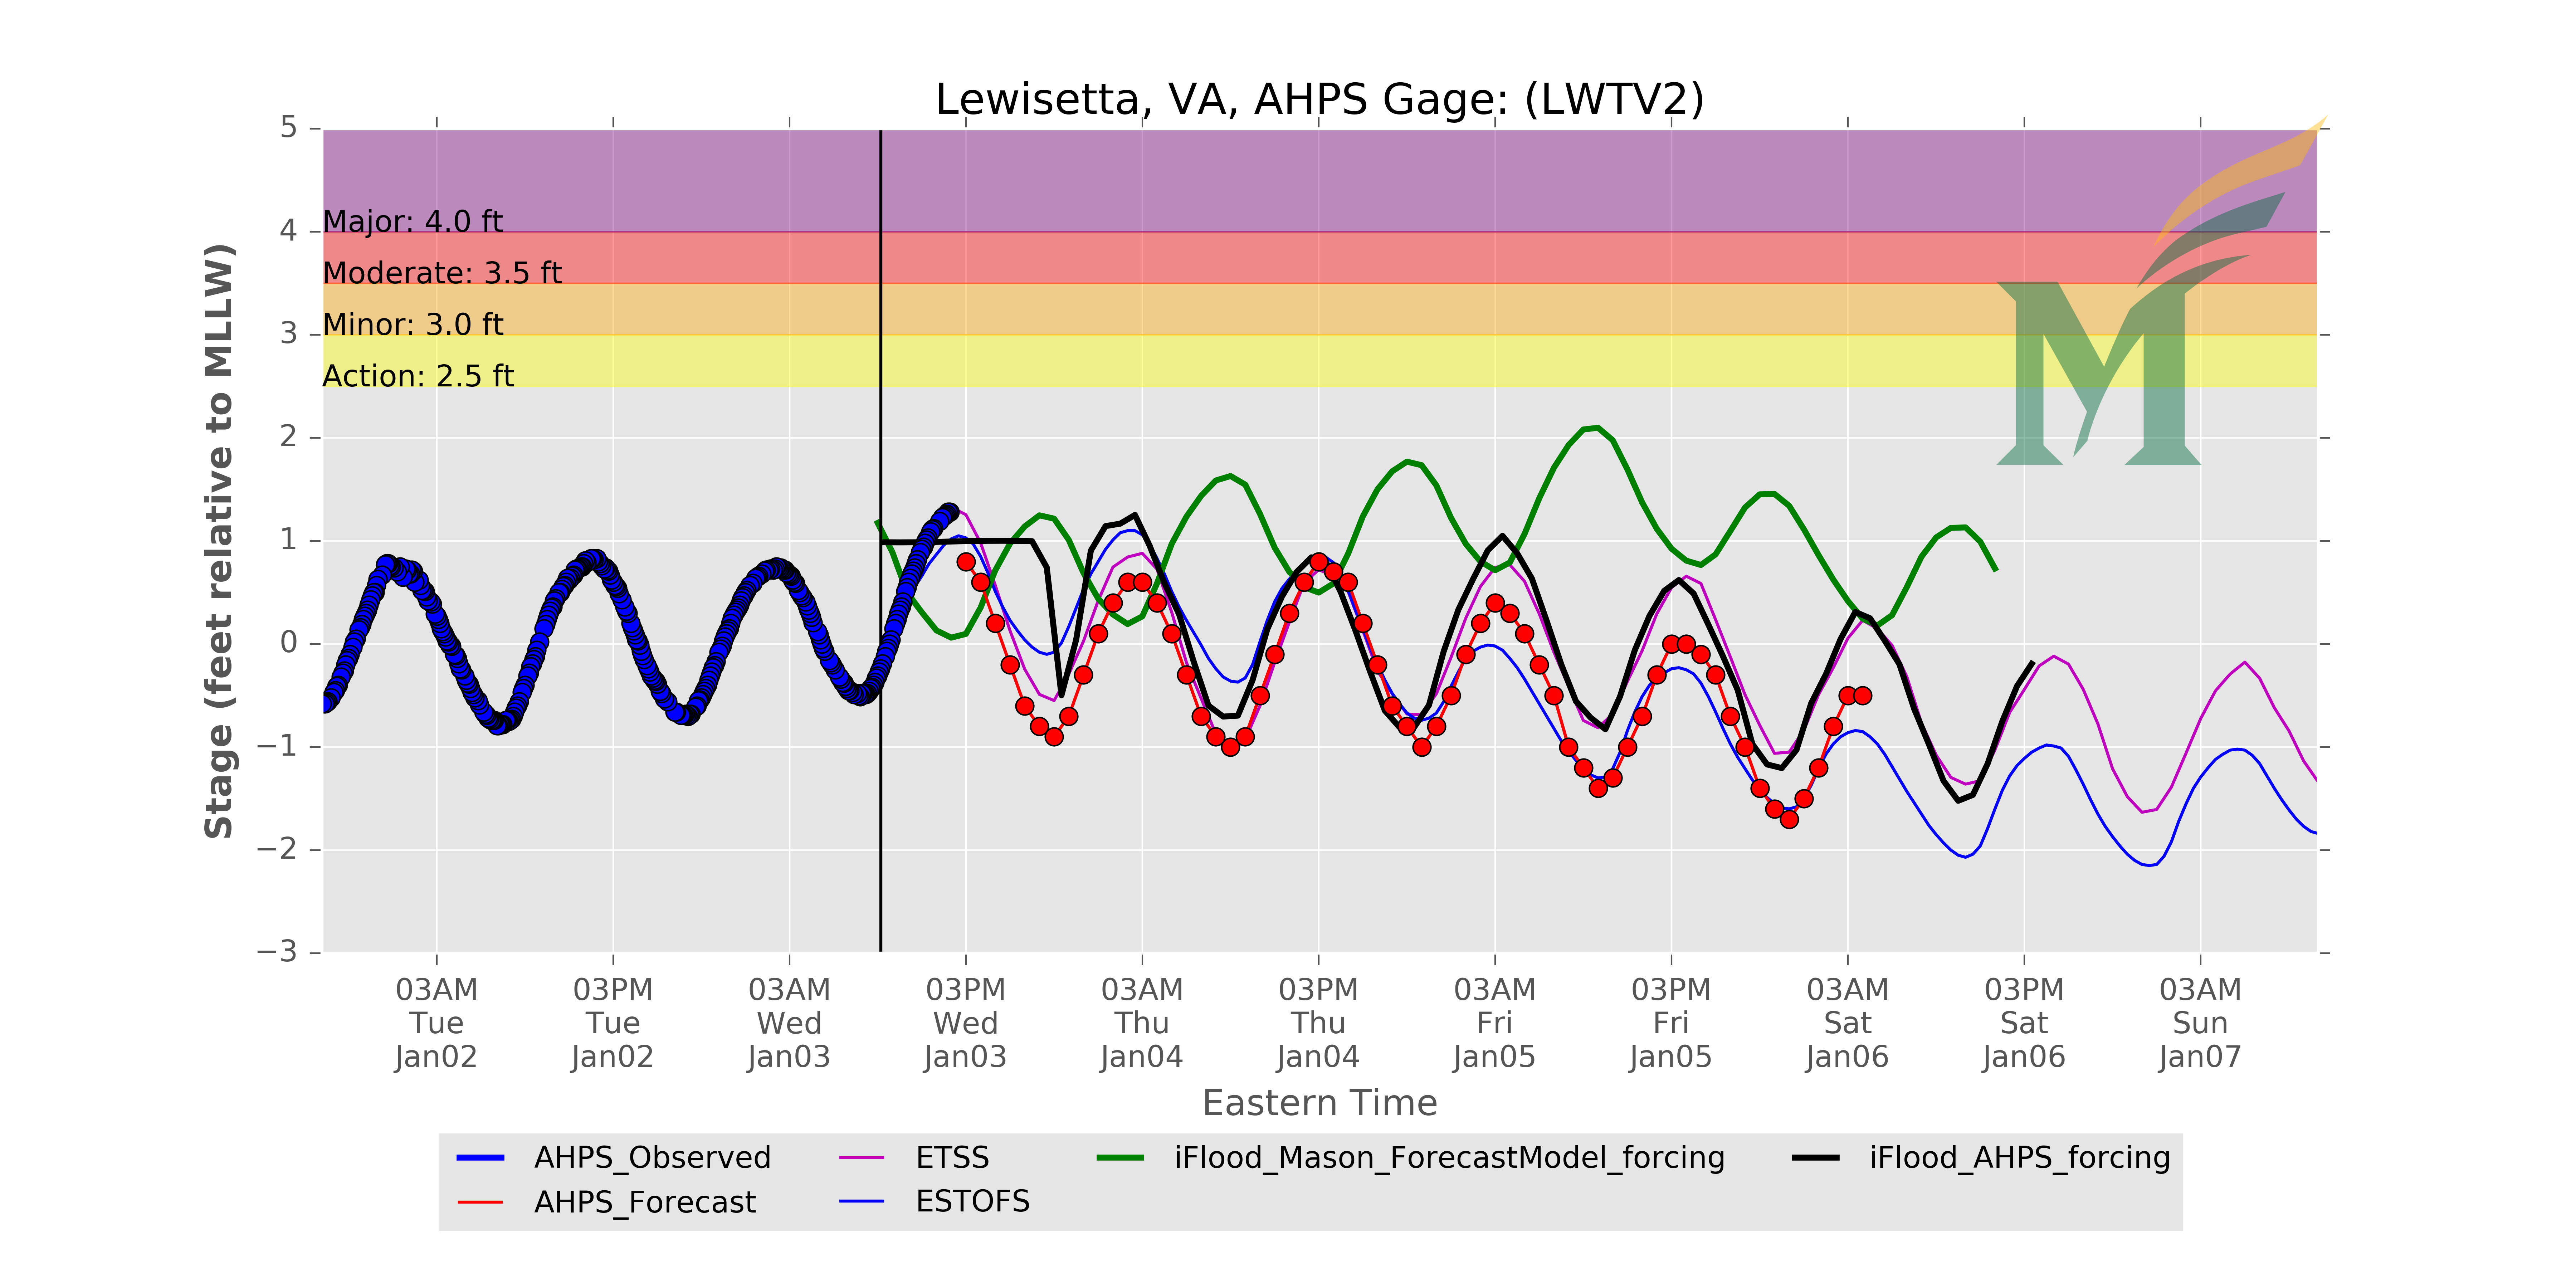 Lewisetta, VA, AHPS Gage: (LWTV2)
5
4
3
2
1
0
−1
−2
−3
Stage (feet relative to MLLW)
Major: 4.0 ft
Moderate: 3.5 ft
Minor: 3.0 ft
Action: 2.5 ft
M
03AM 03PM 03AM 03PM 03AM 03PM 03AM 03PM 03AM 03PM 03AM
Tue Tue Wed Wed Thu Thu Fri Fri Sat Sat Sun
Jan02 Jan02 Jan03 Jan03 Jan04 Jan04 Jan05 Jan05 Jan06 Jan06 Jan07
Eastern Time
AHPS_Observed ETSS iFlood_Mason_ForecastModel_forcing iFlood_AHPS_forcing
AHPS_Forecast ESTOFS